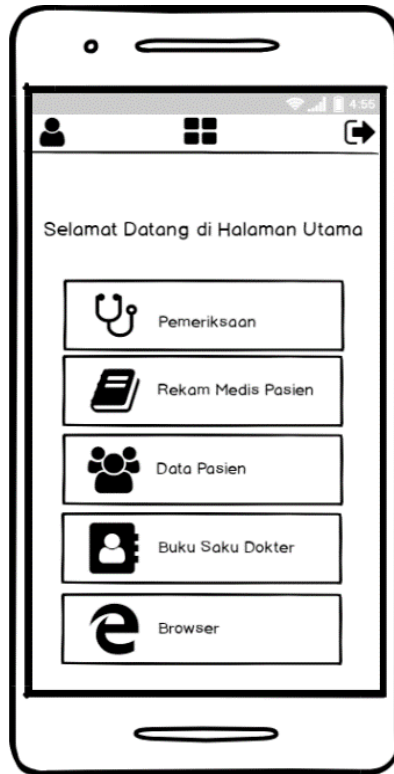 4:55
Selamat Datang di Halaman Utama
Pemeriksaan
Rekam Medis Pasien
Data Pasien
Buku Saku Dokter
Browser